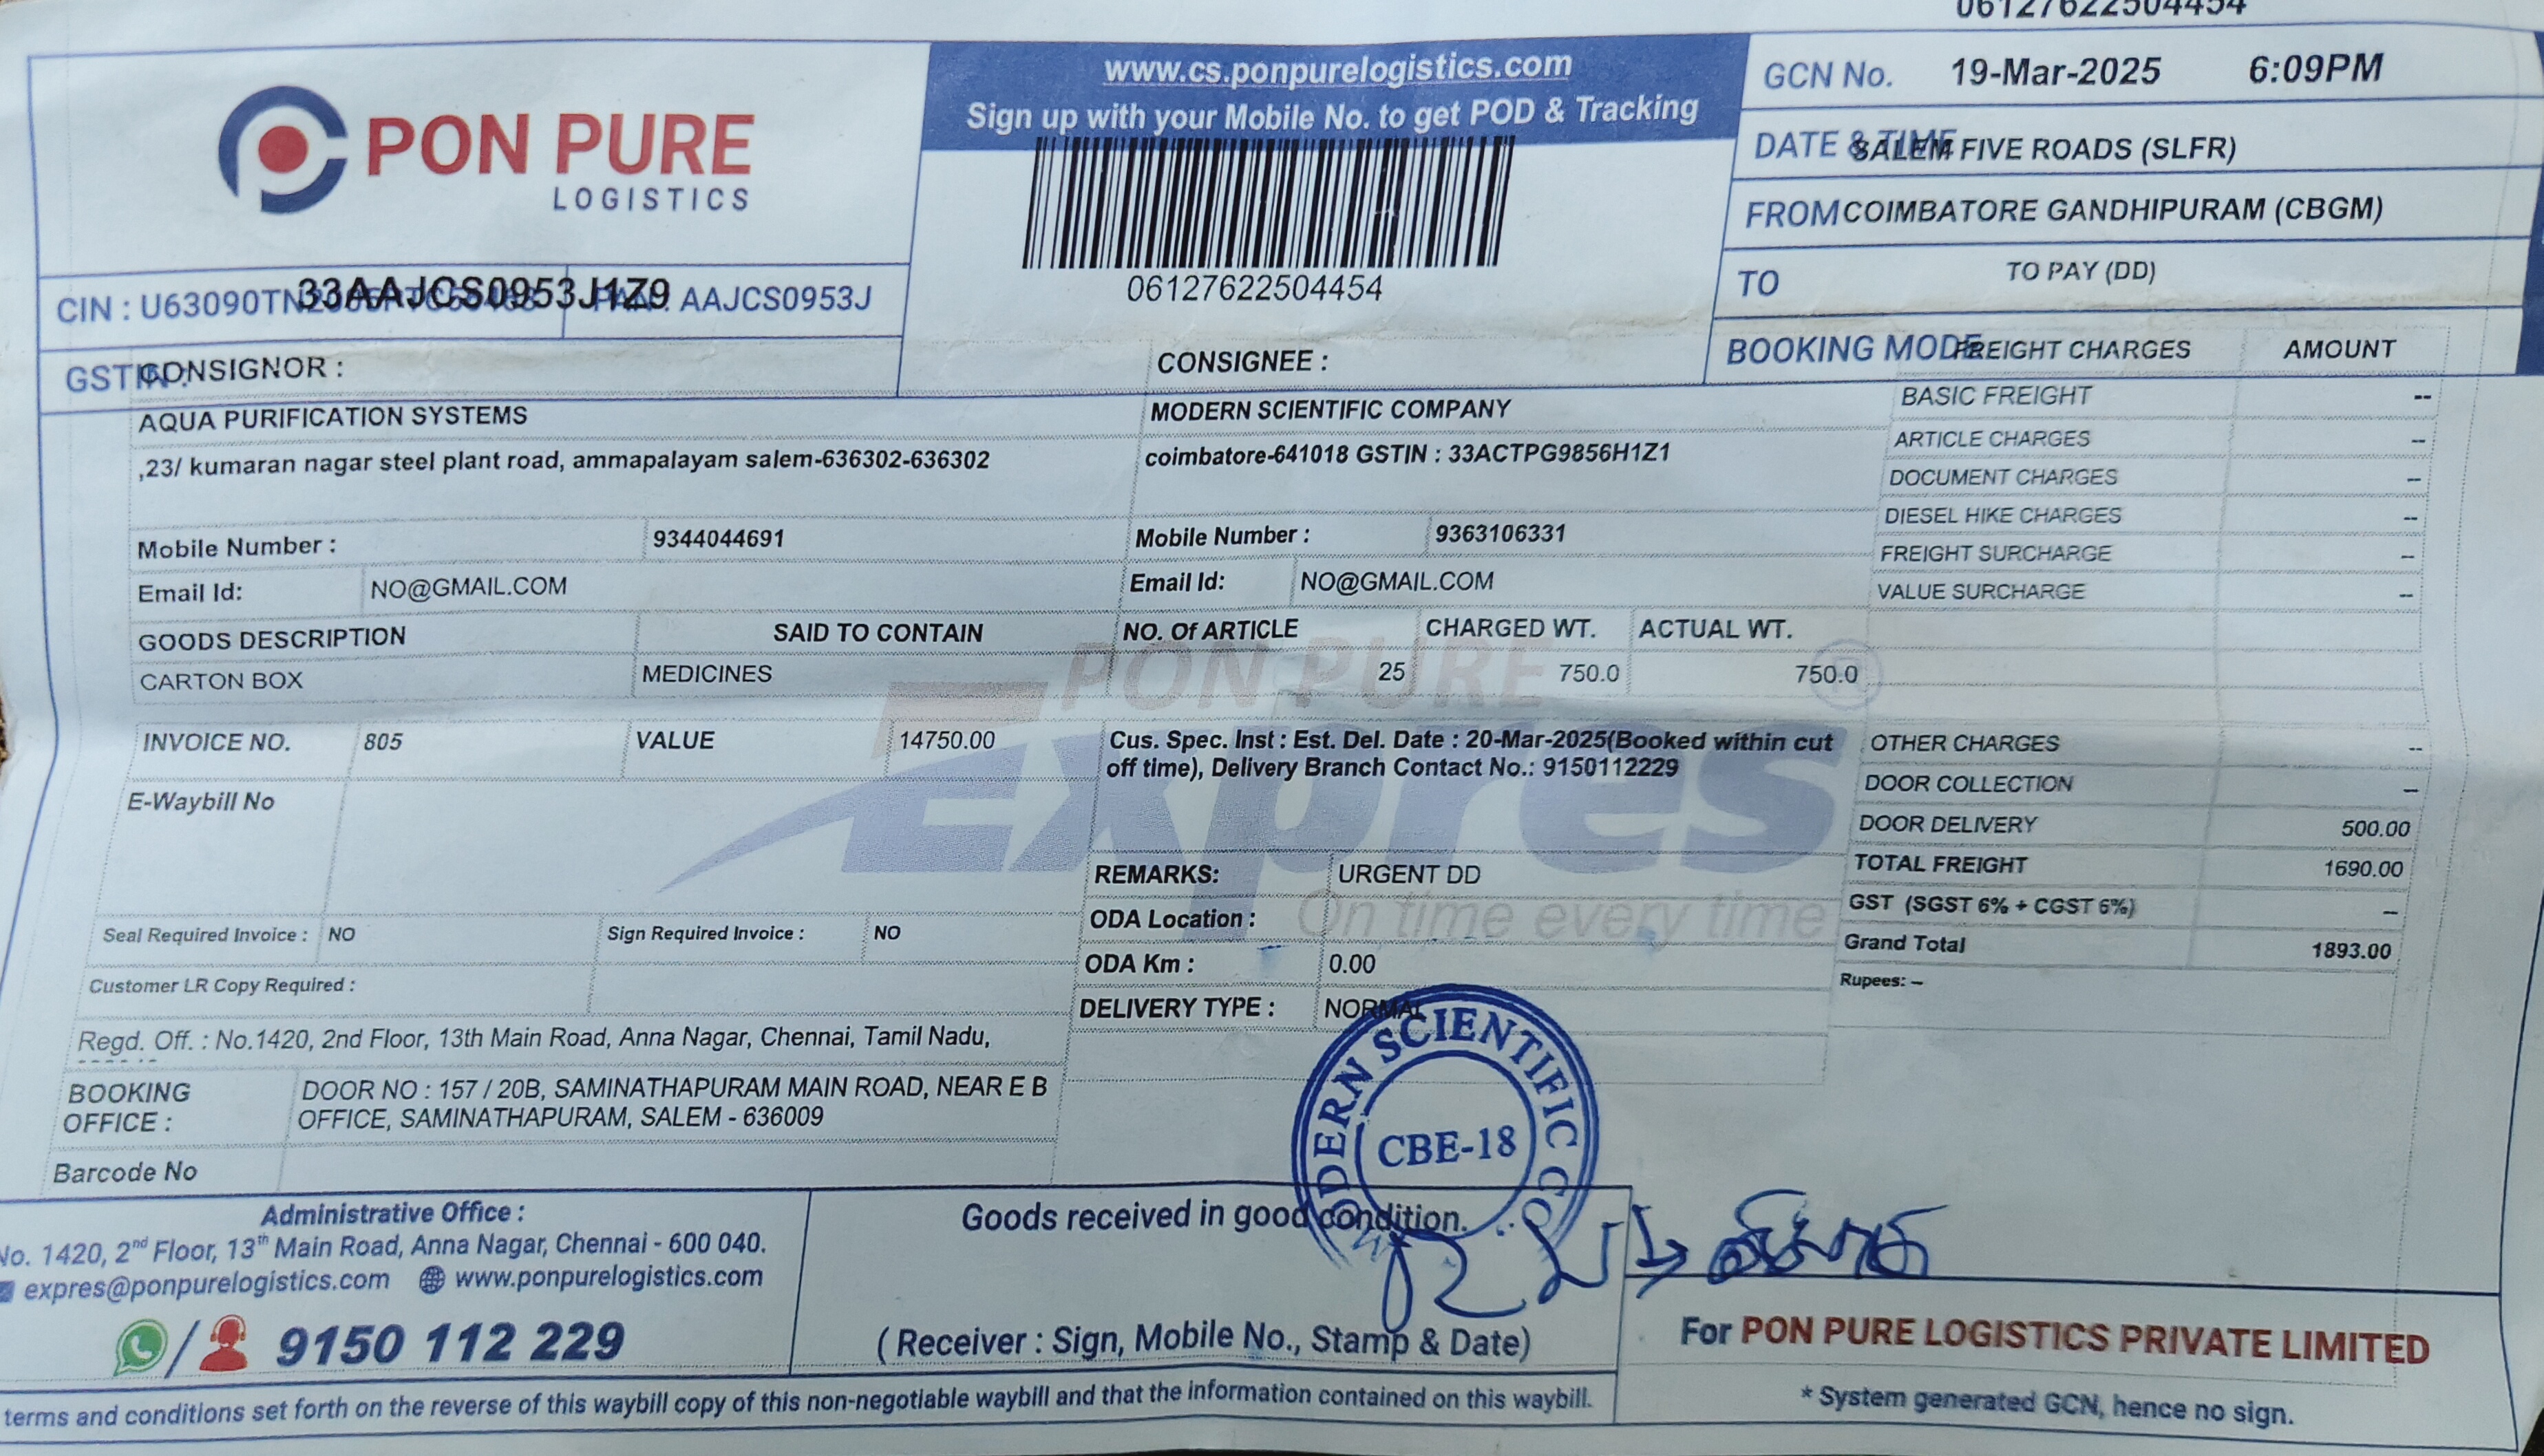 06127622504454
PON PURE
LOGISTICS
www.cs.ponpurelogistics.com
Sign up with your Mobile No. to get POD & Tracking
06127622504454
GCN No. 19-Mar-2025 6:09PM
DATE & TIME SALEM FIVE ROADS (SLFR)
FROM COIMBATORE GANDHIPURAM (CBGM)
TO TO PAY (DD)
BOOKING MODE FREIGHT CHARGES AMOUNT
CIN : 33AAJCS0953J1Z9 AAJCS0953J
GSTIN :
CONSIGNOR :
AQUA PURIFICATION SYSTEMS
,23/ kumaran nagar steel plant road, ammapalayam salem-636302-636302
Mobile Number : 9344044691
Email Id: NO@GMAIL.COM
CONSIGNEE :
MODERN SCIENTIFIC COMPANY
coimbatore-641018 GSTIN : 33ACTPG9856H1Z1
Mobile Number : 9363106331
Email Id: NO@GMAIL.COM
BASIC FREIGHT --
ARTICLE CHARGES --
DOCUMENT CHARGES --
DIESEL HIKE CHARGES --
FREIGHT SURCHARGE --
VALUE SURCHARGE --
GOODS DESCRIPTION SAID TO CONTAIN NO. Of ARTICLE CHARGED WT. ACTUAL WT.
CARTON BOX MEDICINES 25 750.0 750.0
PON PURE ®
Expres
On time every time
INVOICE NO. 805 VALUE 14750.00
E-Waybill No
Cus. Spec. Inst : Est. Del. Date : 20-Mar-2025(Booked within cut
off time), Delivery Branch Contact No.: 9150112229
OTHER CHARGES --
DOOR COLLECTION --
DOOR DELIVERY 500.00
TOTAL FREIGHT 1690.00
GST (SGST 6% + CGST 6%) --
Grand Total 1893.00
Rupees: --
REMARKS: URGENT DD
ODA Location :
ODA Km : 0.00
DELIVERY TYPE : NORMAL
Seal Required Invoice : NO Sign Required Invoice : NO
Customer LR Copy Required :
Regd. Off. : No.1420, 2nd Floor, 13th Main Road, Anna Nagar, Chennai, Tamil Nadu,
BOOKING
OFFICE :
DOOR NO : 157 / 20B, SAMINATHAPURAM MAIN ROAD, NEAR E B
OFFICE, SAMINATHAPURAM, SALEM - 636009
Barcode No
MODERN SCIENTIFIC CO
CBE-18
Administrative Office :
No. 1420, 2nd Floor, 13th Main Road, Anna Nagar, Chennai - 600 040.
expres@ponpurelogistics.com www.ponpurelogistics.com
9150 112 229
Goods received in good condition.
( Receiver : Sign, Mobile No., Stamp & Date)
For PON PURE LOGISTICS PRIVATE LIMITED
* System generated GCN, hence no sign.
terms and conditions set forth on the reverse of this waybill copy of this non-negotiable waybill and that the information contained on this waybill.